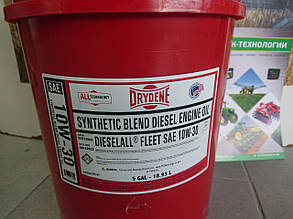 SAE
10W-30
ALL
DRYDENE
SYNTHETIC BLEND DIESEL ENGINE OIL
DIESELALL® FLEET SAE 10W-30
5 GAL - 18.93 L
К-ТЕХНОЛОГИИ